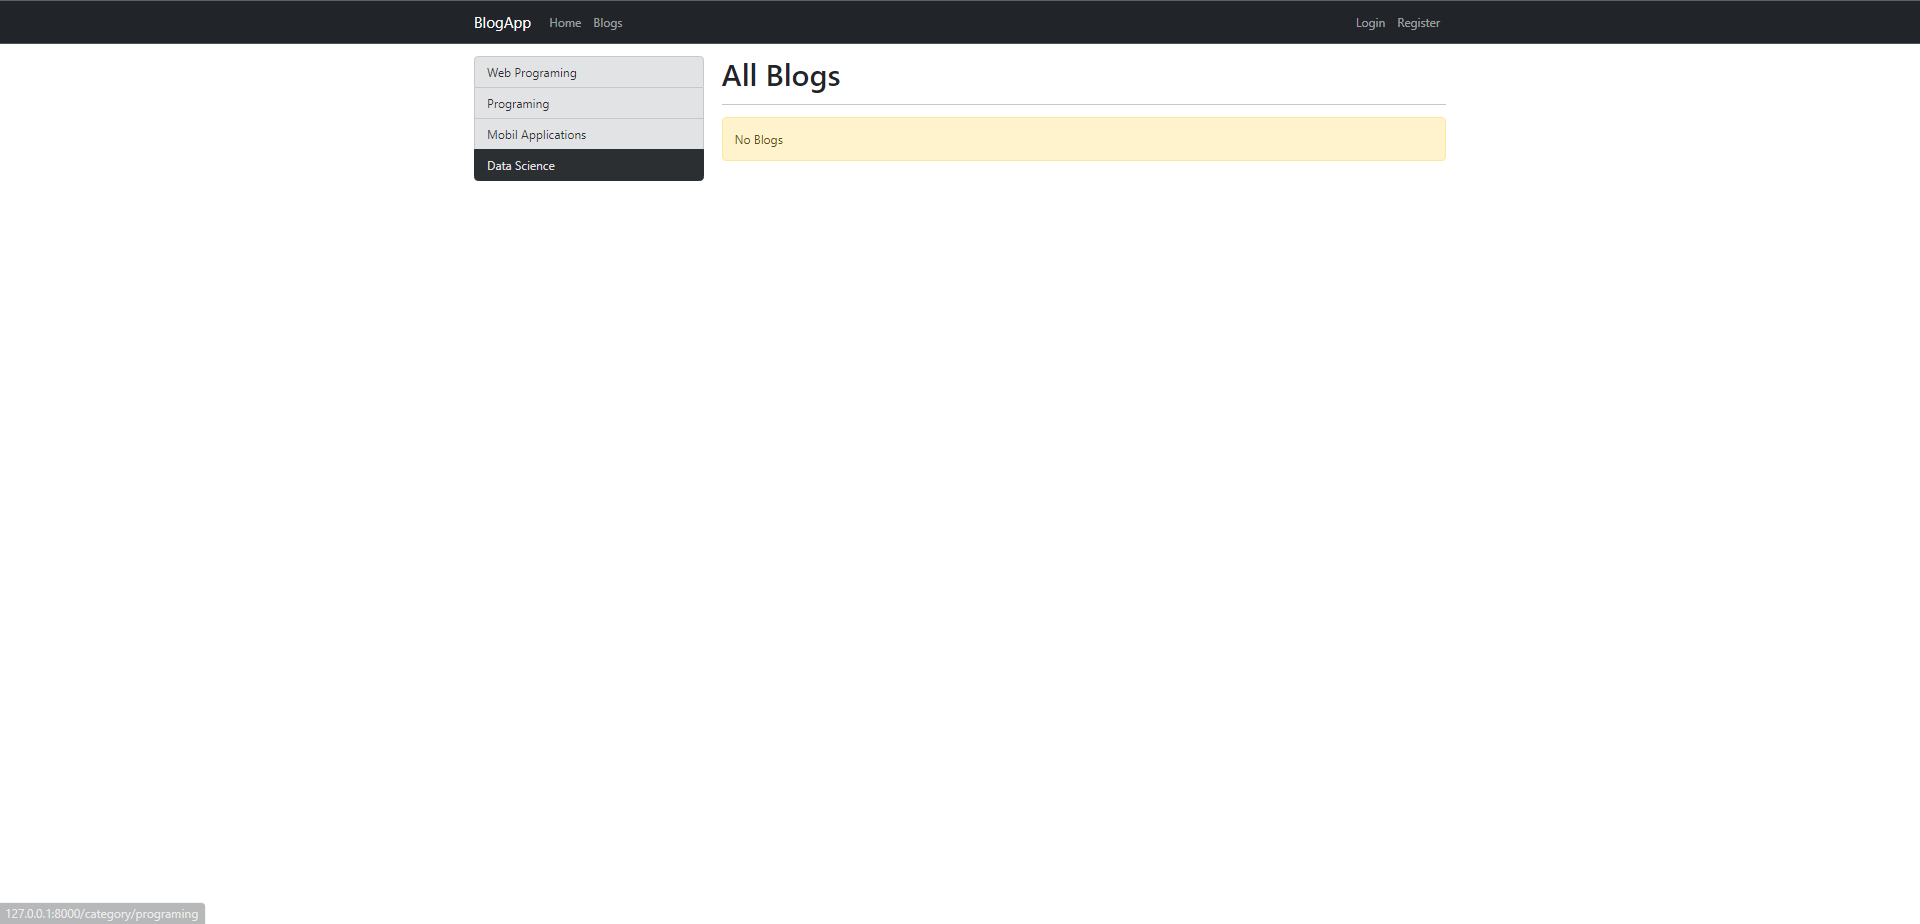 BlogApp Home Blogs Login Register
Web Programing
Programing
Mobil Applications
Data Science
All Blogs
No Blogs
127.0.0.1:8000/category/programing